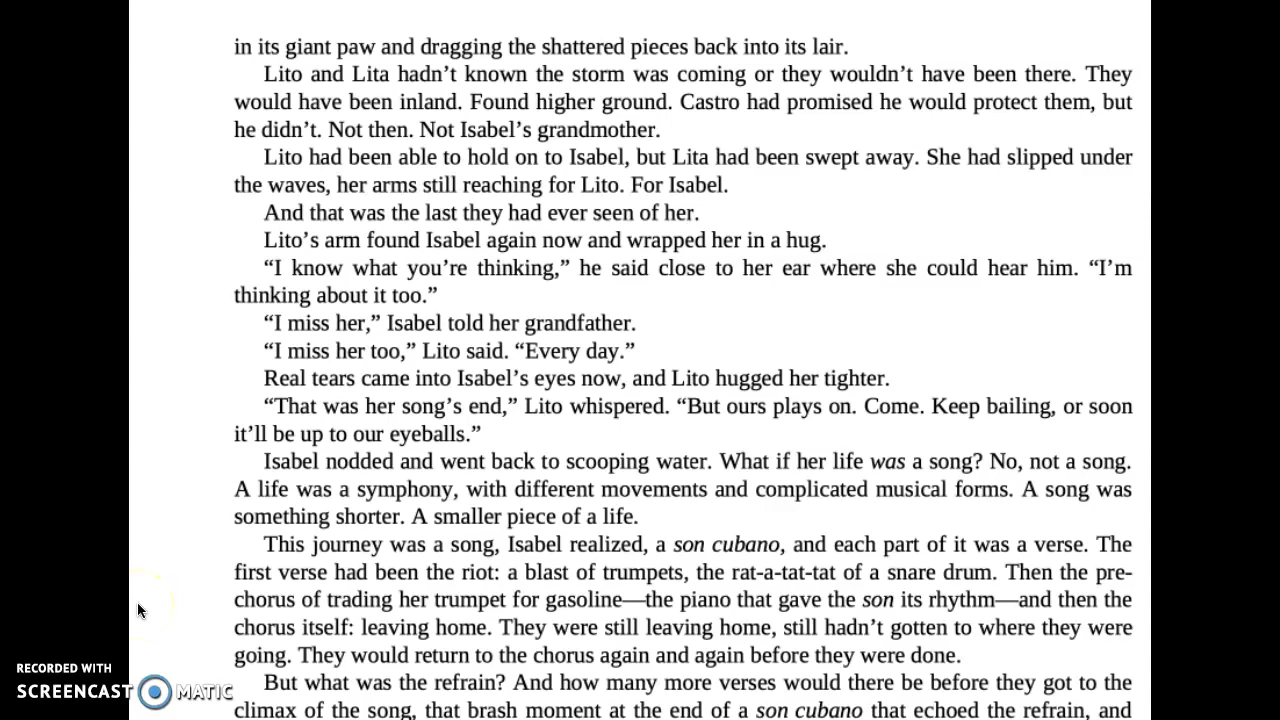 in its giant paw and dragging the shattered pieces back into its lair.
Lito and Lita hadn’t known the storm was coming or they wouldn’t have been there. They
would have been inland. Found higher ground. Castro had promised he would protect them, but
he didn’t. Not then. Not Isabel’s grandmother.
Lito had been able to hold on to Isabel, but Lita had been swept away. She had slipped under
the waves, her arms still reaching for Lito. For Isabel.
And that was the last they had ever seen of her.
Lito’s arm found Isabel again now and wrapped her in a hug.
“I know what you’re thinking,” he said close to her ear where she could hear him. “I’m
thinking about it too.”
“I miss her,” Isabel told her grandfather.
“I miss her too,” Lito said. “Every day.”
Real tears came into Isabel’s eyes now, and Lito hugged her tighter.
“That was her song’s end,” Lito whispered. “But ours plays on. Come. Keep bailing, or soon
it’ll be up to our eyeballs.”
Isabel nodded and went back to scooping water. What if her life was a song? No, not a song.
A life was a symphony, with different movements and complicated musical forms. A song was
something shorter. A smaller piece of a life.
This journey was a song, Isabel realized, a son cubano, and each part of it was a verse. The
first verse had been the riot: a blast of trumpets, the rat-a-tat-tat of a snare drum. Then the pre-
chorus of trading her trumpet for gasoline—the piano that gave the son its rhythm—and then the
chorus itself: leaving home. They were still leaving home, still hadn’t gotten to where they were
going. They would return to the chorus again and again before they were done.
But what was the refrain? And how many more verses would there be before they got to the
climax of the song, that brash moment at the end of a son cubano that echoed the refrain, and
RECORDED WITH
SCREENCAST MATIC